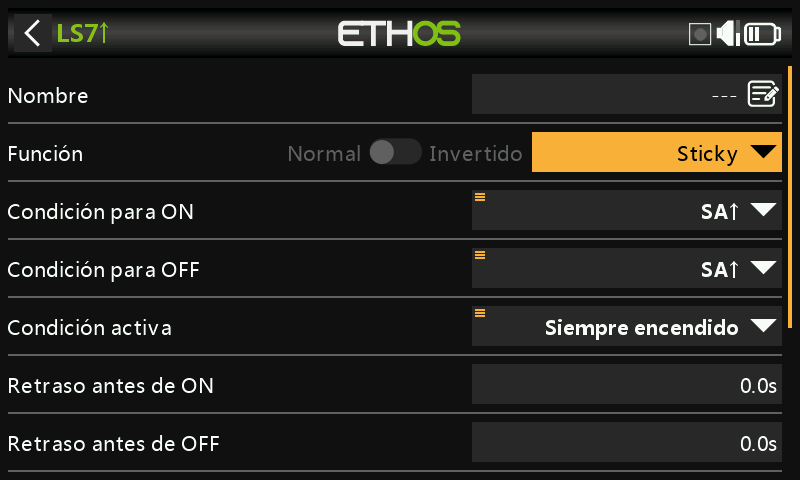 LS7↑
ETHOS
Nombre ---
Función Normal Invertido Sticky
Condición para ON SA↑
Condición para OFF SA↑
Condición activa Siempre encendido
Retraso antes de ON 0.0s
Retraso antes de OFF 0.0s